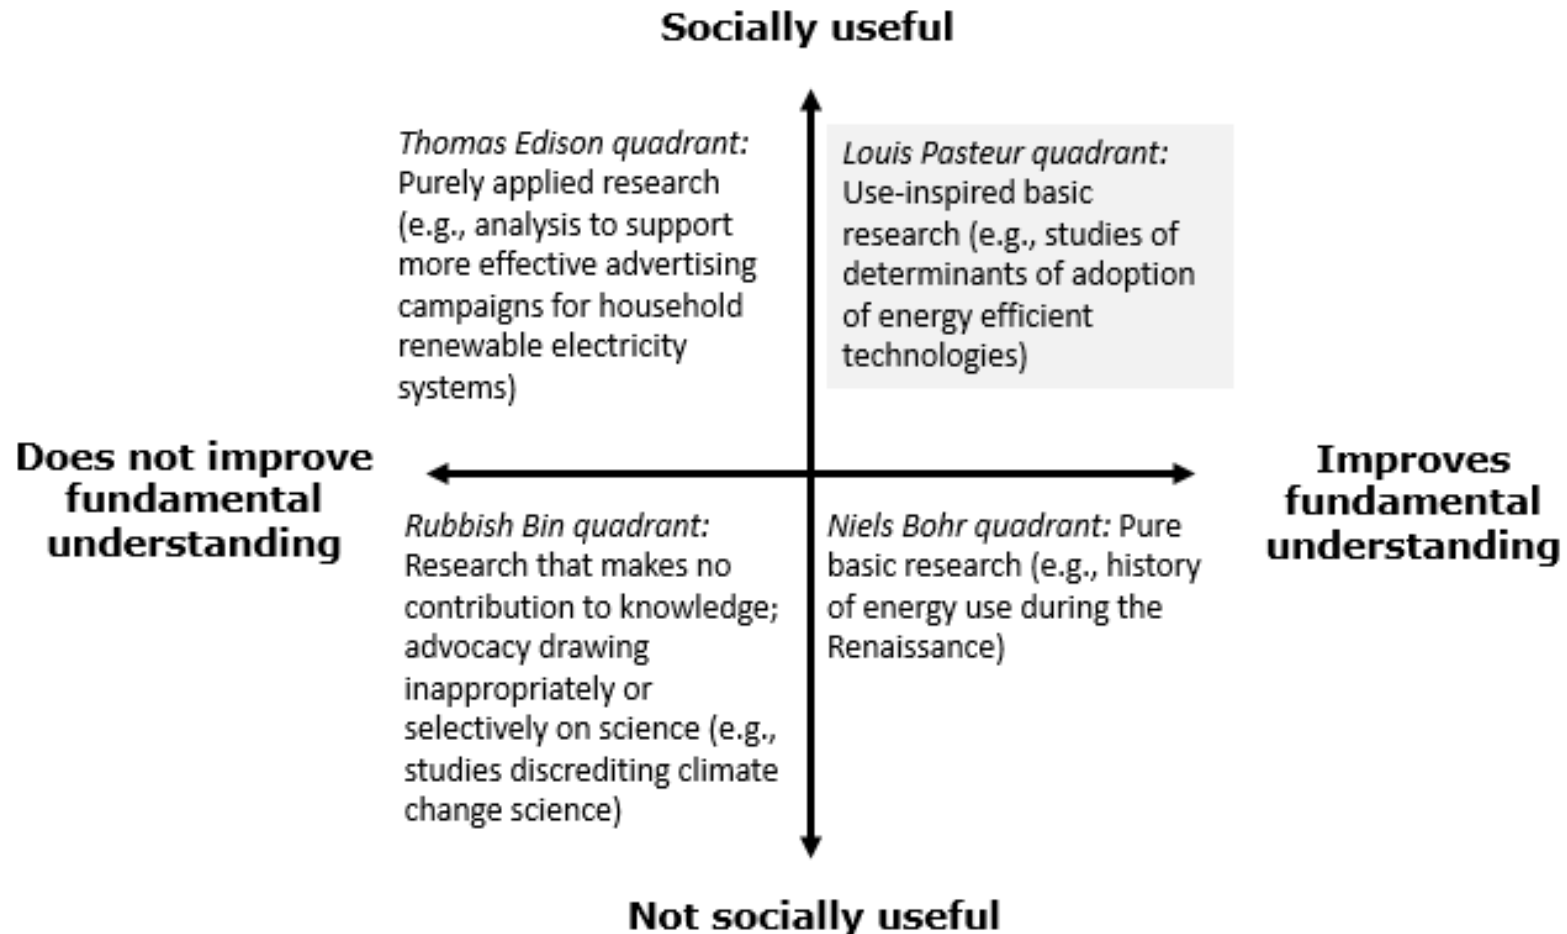 Socially useful
Thomas Edison quadrant:
Purely applied research
(e.g., analysis to support
more effective advertising
campaigns for household
renewable electricity
systems)
Louis Pasteur quadrant:
Use-inspired basic
research (e.g., studies of
determinants of adoption
of energy efficient
technologies)
Does not improve
fundamental
understanding
Improves
fundamental
understanding
Rubbish Bin quadrant:
Research that makes no
contribution to knowledge;
advocacy drawing
inappropriately or
selectively on science (e.g.,
studies discrediting climate
change science)
Niels Bohr quadrant: Pure
basic research (e.g., history
of energy use during the
Renaissance)
Not socially useful